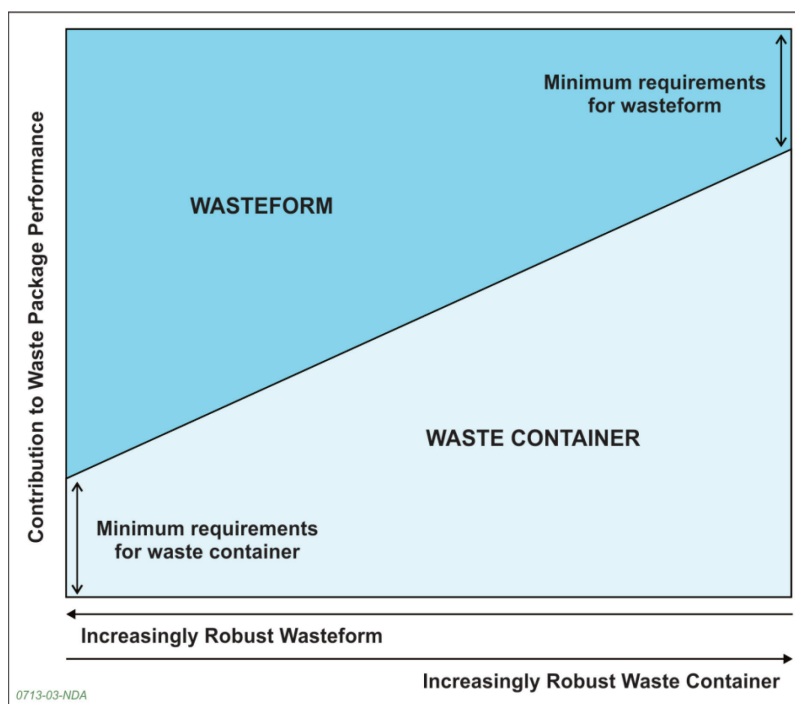 Contribution to Waste Package Performance
Minimum requirements
for wasteform
WASTEFORM
WASTE CONTAINER
Minimum requirements
for waste container
Increasingly Robust Wasteform
Increasingly Robust Waste Container
0713-03-NDA